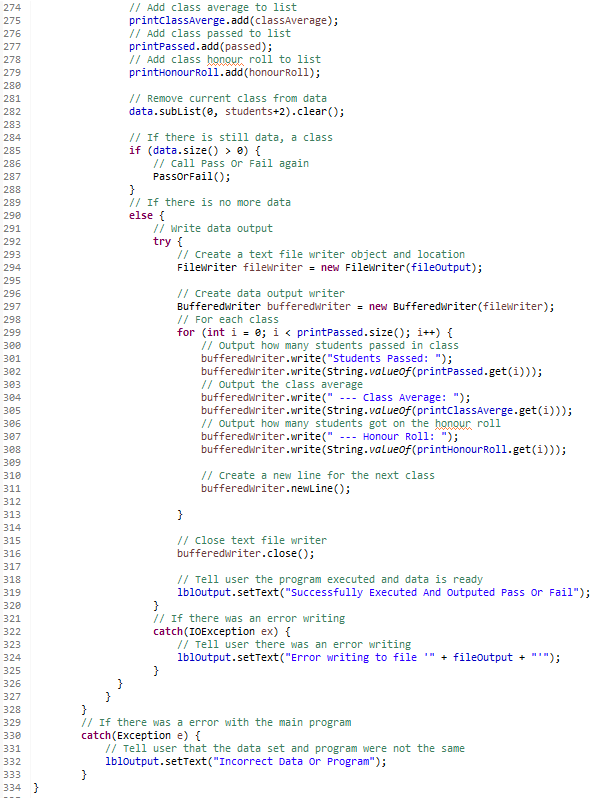 274                 // Add class average to list
275                 printClassAverge.add(classAverage);
276                 // Add class passed to list
277                 printPassed.add(passed);
278                 // Add class honour roll to list
279                 printHonourRoll.add(honourRoll);
280
281                 // Remove current class from data
282                 data.subList(0, students+2).clear();
283
284                 // If there is still data, a class
285                 if (data.size() > 0) {
286                     // Call Pass Or Fail again
287                     PassOrFail();
288                 }
289                 // If there is no more data
290                 else {
291                     // Write data output
292                     try {
293                         // Create a text file writer object and location
294                         FileWriter fileWriter = new FileWriter(fileOutput);
295
296                         // Create data output writer
297                         BufferedWriter bufferedWriter = new BufferedWriter(fileWriter);
298                         // For each class
299                         for (int i = 0; i < printPassed.size(); i++) {
300                             // Output how many students passed in class
301                             bufferedWriter.write("Students Passed: ");
302                             bufferedWriter.write(String.valueOf(printPassed.get(i)));
303                             // Output the class average
304                             bufferedWriter.write(" --- Class Average: ");
305                             bufferedWriter.write(String.valueOf(printClassAverge.get(i)));
306                             // Output how many students got on the honour roll
307                             bufferedWriter.write(" --- Honour Roll: ");
308                             bufferedWriter.write(String.valueOf(printHonourRoll.get(i)));
309
310                             // Create a new line for the next class
311                             bufferedWriter.newLine();
312
313                         }
314
315                         // Close text file writer
316                         bufferedWriter.close();
317
318                         // Tell user the program executed and data is ready
319                         lblOutput.setText("Successfully Executed And Outputed Pass Or Fail");
320                     }
321                     // If there was an error writing
322                     catch(IOException ex) {
323                         // Tell user there was an error writing
324                         lblOutput.setText("Error writing to file '" + fileOutput + "'");
325                     }
326                 }
327             }
328         }
329         // If there was a error with the main program
330         catch(Exception e) {
331             // Tell user that the data set and program were not the same
332             lblOutput.setText("Incorrect Data Or Program");
333         }
334 }